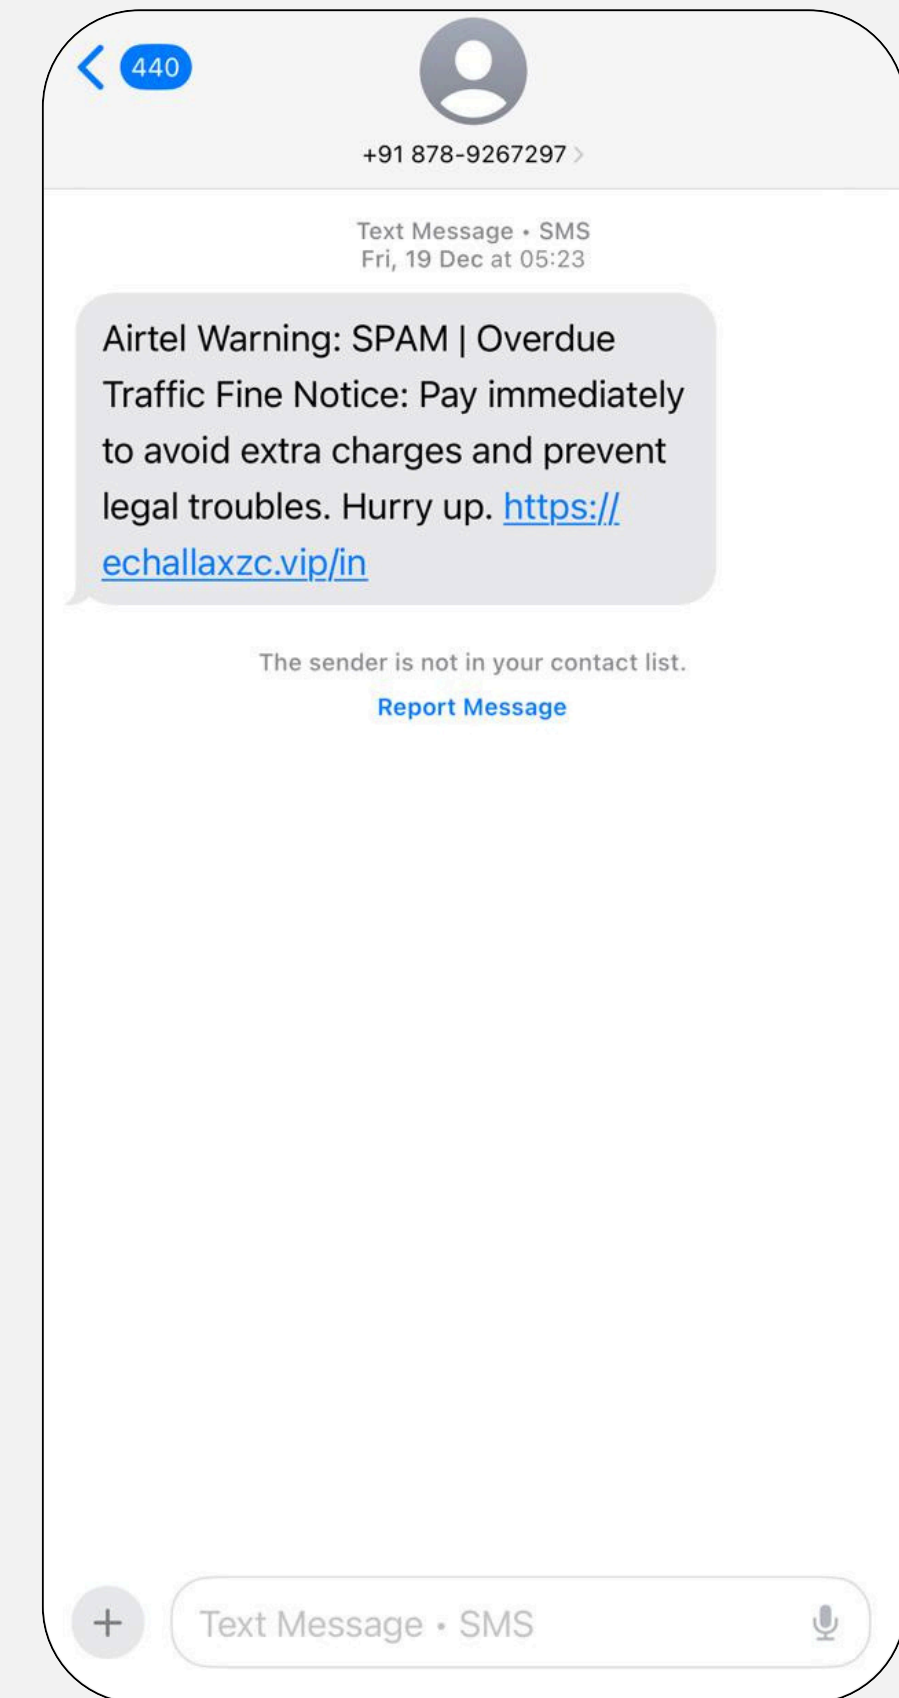 440
+91 878-9267297
Text Message • SMS
Fri, 19 Dec at 05:23
Airtel Warning: SPAM | Overdue
Traffic Fine Notice: Pay immediately
to avoid extra charges and prevent
legal troubles. Hurry up. https://
echallaxzc.vip/in
The sender is not in your contact list.
Report Message
Text Message • SMS